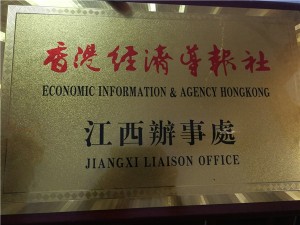 香港經濟導報社
ECONOMIC INFORMATION & AGENCY HONGKONG
江西辦事處
JIANGXI LIAISON OFFICE